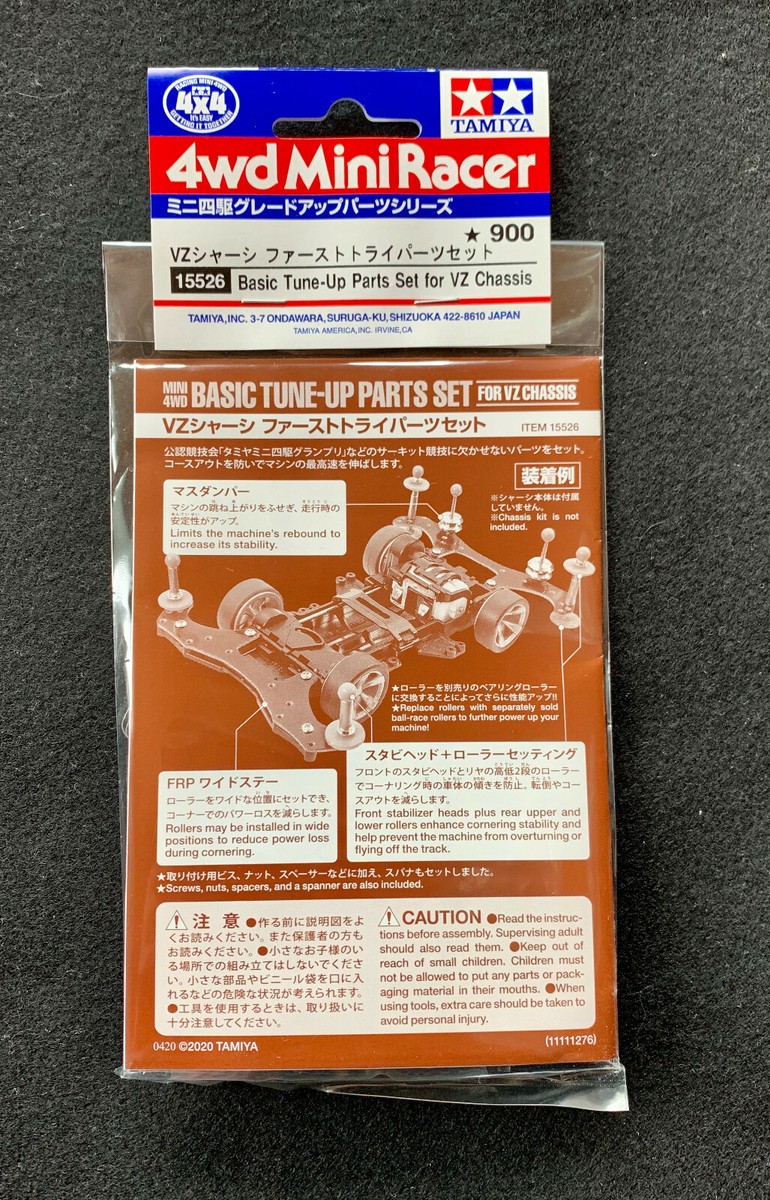 RACING MINI 4WD
4x4
It's EASY
GETTING IT TOGETHER
TAMIYA
4wd Mini Racer
ミニ四駆グレードアップパーツシリーズ
★ 900
VZシャーシ ファーストトライパーツセット
15526 Basic Tune-Up Parts Set for VZ Chassis
TAMIYA, INC. 3-7 ONDAWARA, SURUGA-KU, SHIZUOKA 422-8610 JAPAN
TAMIYA AMERICA, INC. IRVINE, CA
MINI 4WD BASIC TUNE-UP PARTS SET FOR VZ CHASSIS
VZシャーシ ファーストトライパーツセット ITEM 15526
公認競技会「タミヤミニ四駆グランプリ」などのサーキット競技に欠かせないパーツをセット。
コースアウトを防いでマシンの最高速を伸ばします。
装着例
※シャーシ本体は付属
していません。
※Chassis kit is not
included.
マスダンパー
マシンの跳ね上がりをふせぎ、走行時の
安定性がアップ。
Limits the machine's rebound to
increase its stability.
★ローラーを別売りのベアリングローラー
に交換することによってさらに性能アップ!!
★Replace rollers with separately sold
ball-race rollers to further power up your
machine!
FRP ワイドステー
ローラーをワイドな位置にセットでき、
コーナーでのパワーロスを減らします。
Rollers may be installed in wide
positions to reduce power loss
during cornering.
スタビヘッド+ローラーセッティング
フロントのスタビヘッドとリヤの高低2段のローラー
でコーナリング時の車体の傾きを防止。転倒やコー
スアウトを減らします。
Front stabilizer heads plus rear upper and
lower rollers enhance cornering stability and
help prevent the machine from overturning or
flying off the track.
★取り付け用ビス、ナット、スペーサーなどに加え、スパナもセットしました。
★Screws, nuts, spacers, and a spanner are also included.
注 意 ●作る前に説明図をよ
くお読みください。また保護者の方も
お読みください。●小さなお子様のい
る場所での組み立てはしないでくださ
い。小さな部品やビニール袋を口に入
れるなどの危険な状況が考えられます。
●工具を使用するときは、取り扱いに
十分注意してください。
CAUTION ●Read the instruc-
tions before assembly. Supervising adult
should also read them. ●Keep out of
reach of small children. Children must
not be allowed to put any parts or pack-
aging material in their mouths. ●When
using tools, extra care should be taken to
avoid personal injury.
0420 ©2020 TAMIYA (11111276)